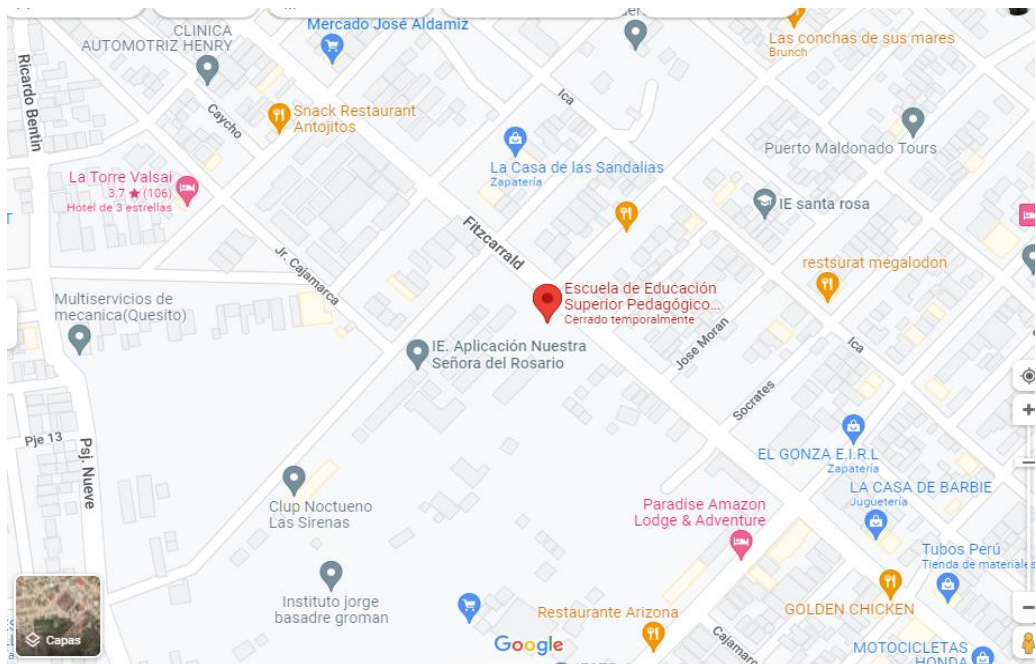 CLINICA
AUTOMOTRIZ HENRY
Mercado José Aldamiz
Las conchas de sus mares
Brunch
Ricardo Bentin
Caycho
Snack Restaurant
Antojitos
Ica
La Casa de las Sandalias
Zapatería
Puerto Maldonado Tours
La Torre Valsai
3.7 ★ (106)
Hotel de 3 estrellas
IE santa rosa
Fitzcarrald
Jr. Cajamarca
restsurat megalodon
Escuela de Educación
Superior Pedagógico...
Cerrado temporalmente
Multiservicios de
mecanica(Quesito)
IE. Aplicación Nuestra
Señora del Rosario
Jose Moran
Ica
Socrates
Pje 13
Psj. Nueve
EL GONZA E.I.R.L
Zapatería
LA CASA DE BARBIE
Juguetería
Clup Noctueno
Las Sirenas
Paradise Amazon
Lodge & Adventure
Tubos Perú
Tienda de materiales
Instituto jorge
basadre groman
Restaurante Arizona
GOLDEN CHICKEN
Capas
Google
MOTOCICLETAS
HONDA